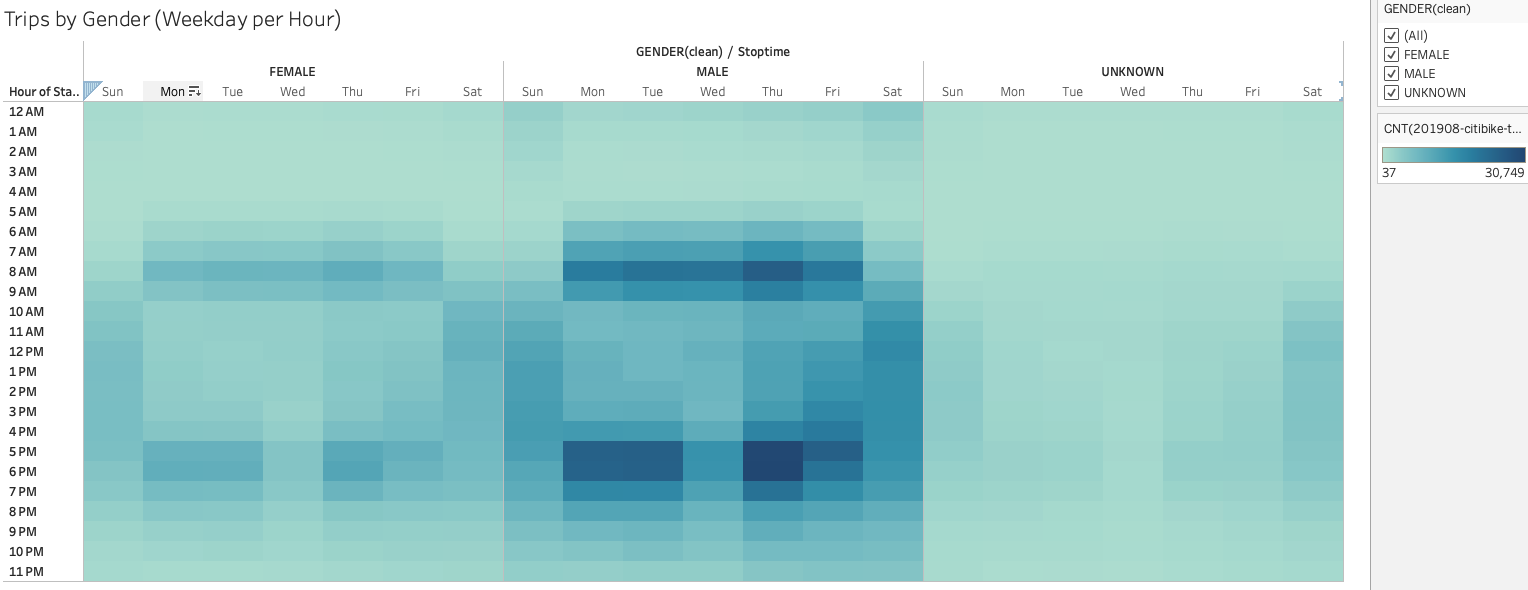 Trips by Gender (Weekday per Hour)
GENDER(clean) / Stoptime
FEMALE MALE UNKNOWN
Hour of Sta.. Sun Mon Tue Wed Thu Fri Sat Sun Mon Tue Wed Thu Fri Sat Sun Mon Tue Wed Thu Fri Sat
12 AM
1 AM
2 AM
3 AM
4 AM
5 AM
6 AM
7 AM
8 AM
9 AM
10 AM
11 AM
12 PM
1 PM
2 PM
3 PM
4 PM
5 PM
6 PM
7 PM
8 PM
9 PM
10 PM
11 PM
GENDER(clean)
(All)
FEMALE
MALE
UNKNOWN
CNT(201908-citibike-t...
37 30,749